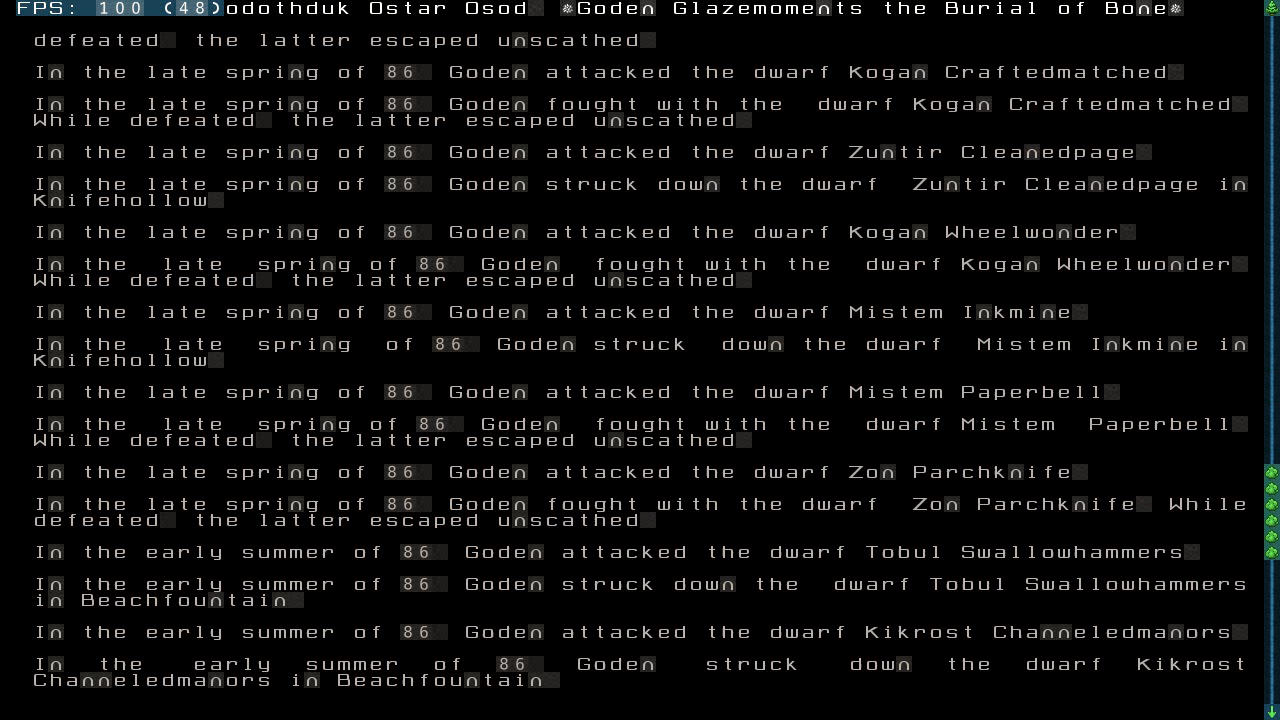 FPS: 100 (48)odothduk Ostar Osod Goden Glazemoments the Burial of Bone
defeated the latter escaped unscathed
In the late spring of 86 Goden attacked the dwarf Kogan Craftedmatched
In the late spring of 86 Goden fought with the dwarf Kogan Craftedmatched
While defeated the latter escaped unscathed
In the late spring of 86 Goden attacked the dwarf Zuntir Cleanedpage
In the late spring of 86 Goden struck down the dwarf Zuntir Cleanedpage in
Knifehollow
In the late spring of 86 Goden attacked the dwarf Kogan Wheelwonder
In the late spring of 86 Goden fought with the dwarf Kogan Wheelwonder
While defeated the latter escaped unscathed
In the late spring of 86 Goden attacked the dwarf Mistem Inkmine
In the late spring of 86 Goden struck down the dwarf Mistem Inkmine in
Knifehollow
In the late spring of 86 Goden attacked the dwarf Mistem Paperbell
In the late spring of 86 Goden fought with the dwarf Mistem Paperbell
While defeated the latter escaped unscathed
In the late spring of 86 Goden attacked the dwarf Zon Parchknife
In the late spring of 86 Goden fought with the dwarf Zon Parchknife While
defeated the latter escaped unscathed
In the early summer of 86 Goden attacked the dwarf Tobul Swallowhammers
In the early summer of 86 Goden struck down the dwarf Tobul Swallowhammers
in Beachfountain
In the early summer of 86 Goden attacked the dwarf Kikrost Channeledmanors
In the early summer of 86 Goden struck down the dwarf Kikrost
Channeledmanors in Beachfountain